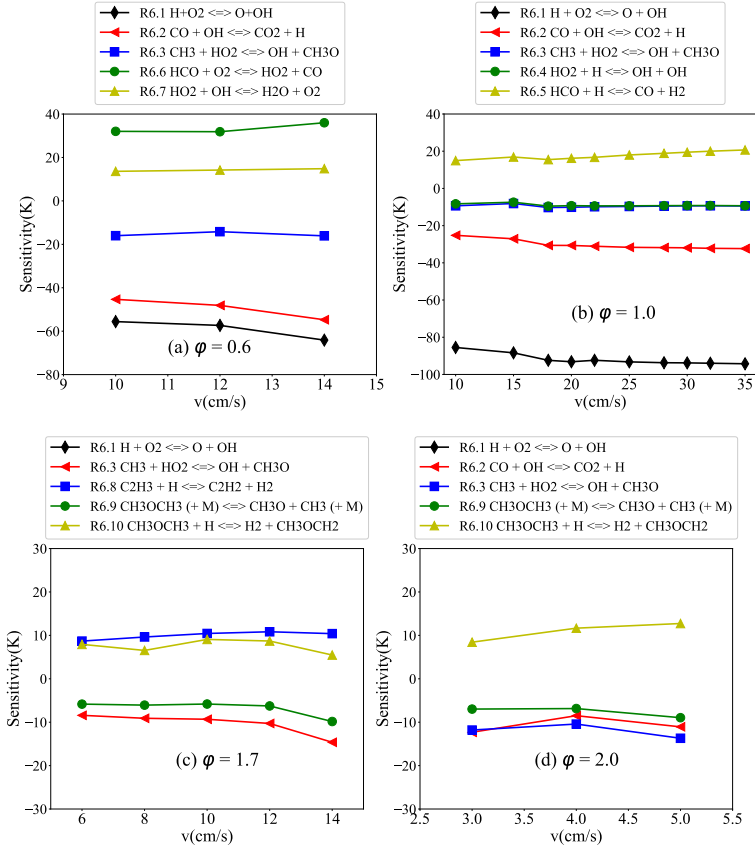 R6.1 H+O2 <=> O+OH
R6.2 CO + OH <=> CO2 + H
R6.3 CH3 + HO2 <=> OH + CH3O
R6.6 HCO + O2 <=> HO2 + CO
R6.7 HO2 + OH <=> H2O + O2
40
20
0
−20
−40
−60
−80
Sensitivity(K)
(a) φ = 0.6
9
10
11
12
13
14
15
v(cm/s)
R6.1 H + O2 <=> O + OH
R6.2 CO + OH <=> CO2 + H
R6.3 CH3 + HO2 <=> OH + CH3O
R6.4 HO2 + H <=> OH + OH
R6.5 HCO + H <=> CO + H2
40
20
0
−20
−40
−60
−80
−100
Sensitivity(K)
(b) φ = 1.0
10
15
20
25
30
35
v(cm/s)
R6.1 H + O2 <=> O + OH
R6.3 CH3 + HO2 <=> OH + CH3O
R6.8 C2H3 + H <=> C2H2 + H2
R6.9 CH3OCH3 (+ M) <=> CH3O + CH3 (+ M)
R6.10 CH3OCH3 + H <=> H2 + CH3OCH2
30
20
10
0
−10
−20
−30
Sensitivity(K)
(c) φ = 1.7
6
8
10
12
14
v(cm/s)
R6.1 H + O2 <=> O + OH
R6.2 CO + OH <=> CO2 + H
R6.3 CH3 + HO2 <=> OH + CH3O
R6.9 CH3OCH3 (+ M) <=> CH3O + CH3 (+ M)
R6.10 CH3OCH3 + H <=> H2 + CH3OCH2
30
20
10
0
−10
−20
−30
Sensitivity(K)
(d) φ = 2.0
2.5
3.0
3.5
4.0
4.5
5.0
5.5
v(cm/s)